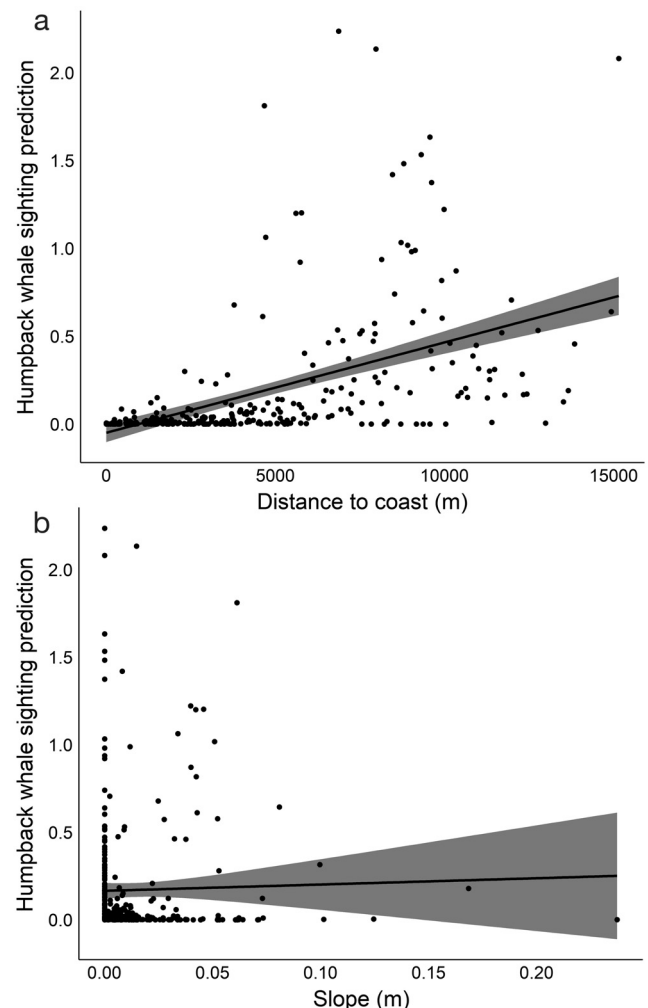 a
Humpback whale sighting prediction
2.0
1.5
1.0
0.5
0.0
0 5000 10000 15000
Distance to coast (m)
b
Humpback whale sighting prediction
2.0
1.5
1.0
0.5
0.0
0.00 0.05 0.10 0.15 0.20
Slope (m)